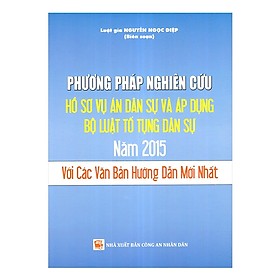 Luật gia NGUYỄN NGỌC ĐIỆP
(Biên soạn)
PHƯƠNG PHÁP NGHIÊN CỨU
HỒ SƠ VỤ ÁN DÂN SỰ VÀ ÁP DỤNG
BỘ LUẬT TỐ TỤNG DÂN SỰ
Năm 2015
Với Các Văn Bản Hướng Dẫn Mới Nhất
NHÀ XUẤT BẢN CÔNG AN NHÂN DÂN